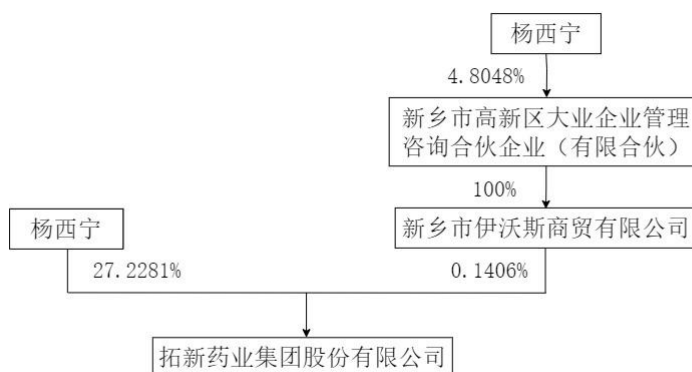 杨西宁
4.8048%
新乡市高新区大业企业管理
咨询合伙企业（有限合伙）
100%
杨西宁
新乡市伊沃斯商贸有限公司
27.2281%
0.1406%
拓新药业集团股份有限公司